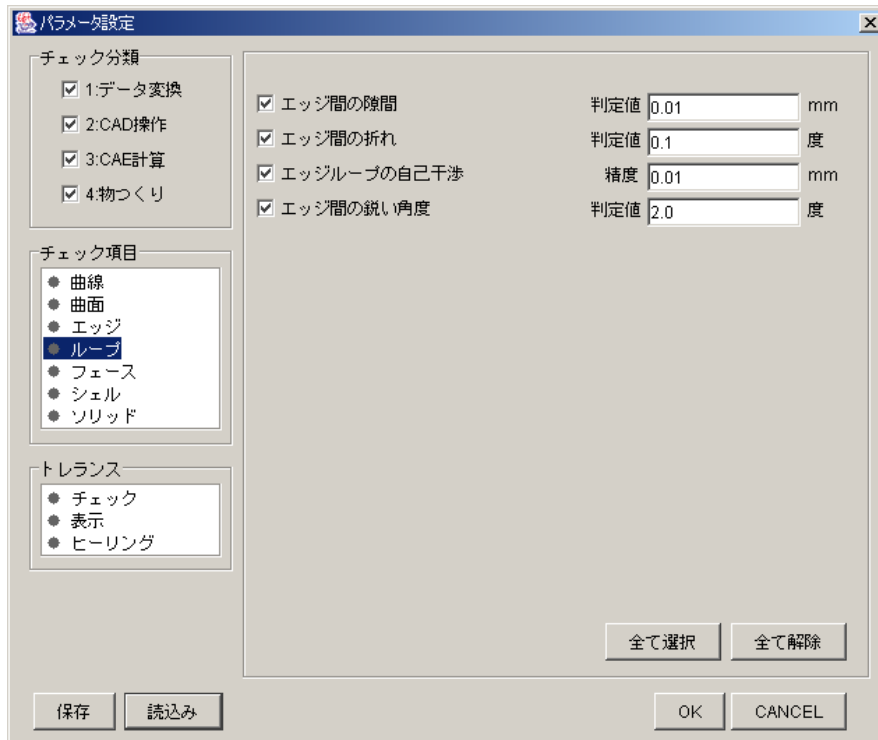 パラメータ設定
チェック分類
1:データ変換
2:CAD操作
3:CAE計算
4:物つくり
チェック項目
曲線
曲面
エッジ
ループ
フェース
シェル
ソリッド
トレランス
チェック
表示
ヒーリング
エッジ間の隙間 判定値 0.01 mm
エッジ間の折れ 判定値 0.1 度
エッジループの自己干渉 精度 0.01 mm
エッジ間の鋭い角度 判定値 2.0 度
全て選択 全て解除
保存 読込み OK CANCEL